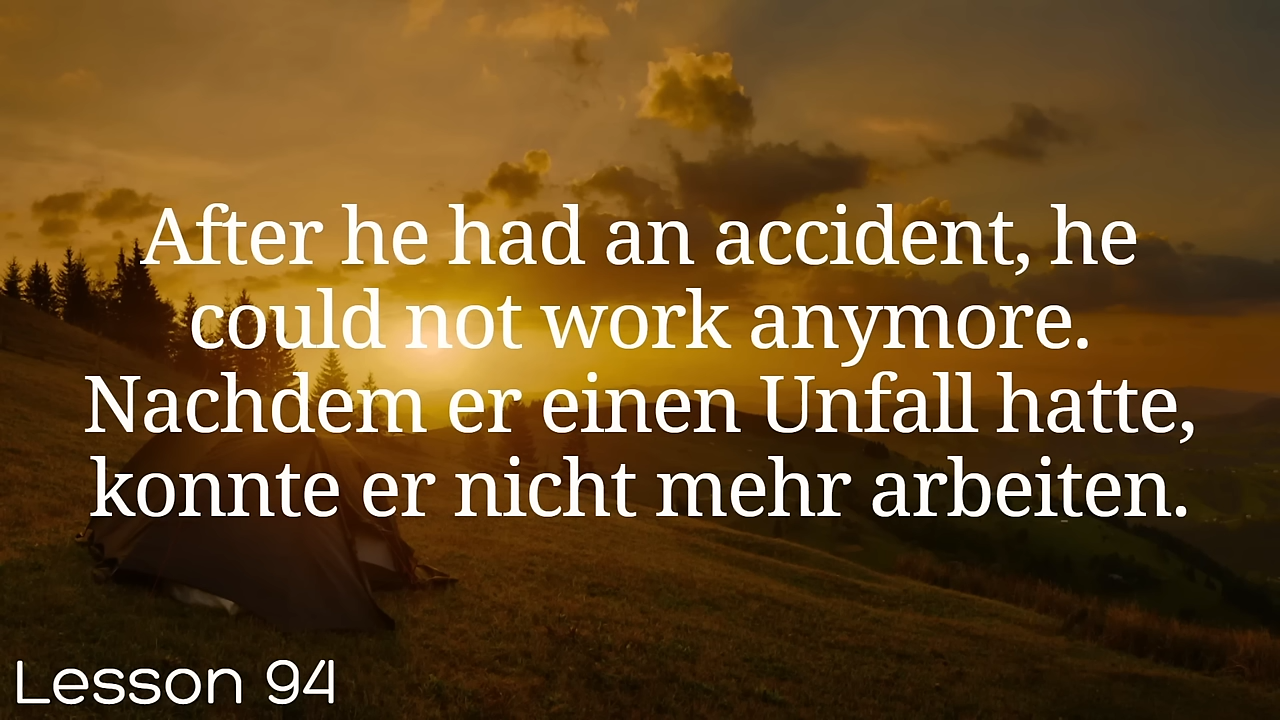 After he had an accident, he
could not work anymore.
Nachdem er einen Unfall hatte,
konnte er nicht mehr arbeiten.
Lesson 94